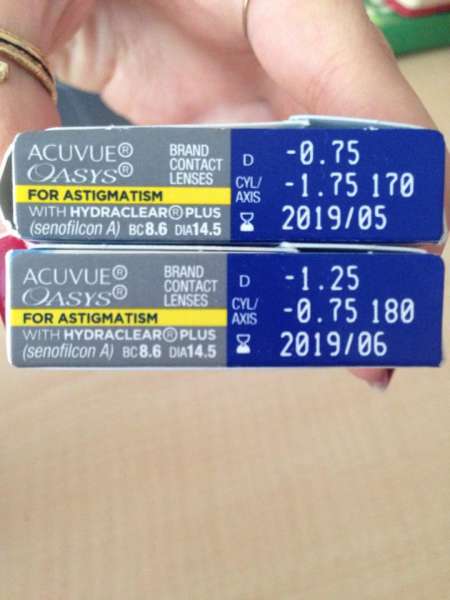 ACUVUE® BRAND D -0.75
OASYS® CONTACT LENSES CYL/AXIS -1.75 170
FOR ASTIGMATISM
WITH HYDRACLEAR® PLUS 2019/05
(senofilcon A) BC8.6 DIA14.5
ACUVUE® BRAND D -1.25
OASYS® CONTACT LENSES CYL/AXIS -0.75 180
FOR ASTIGMATISM
WITH HYDRACLEAR® PLUS 2019/06
(senofilcon A) BC8.6 DIA14.5